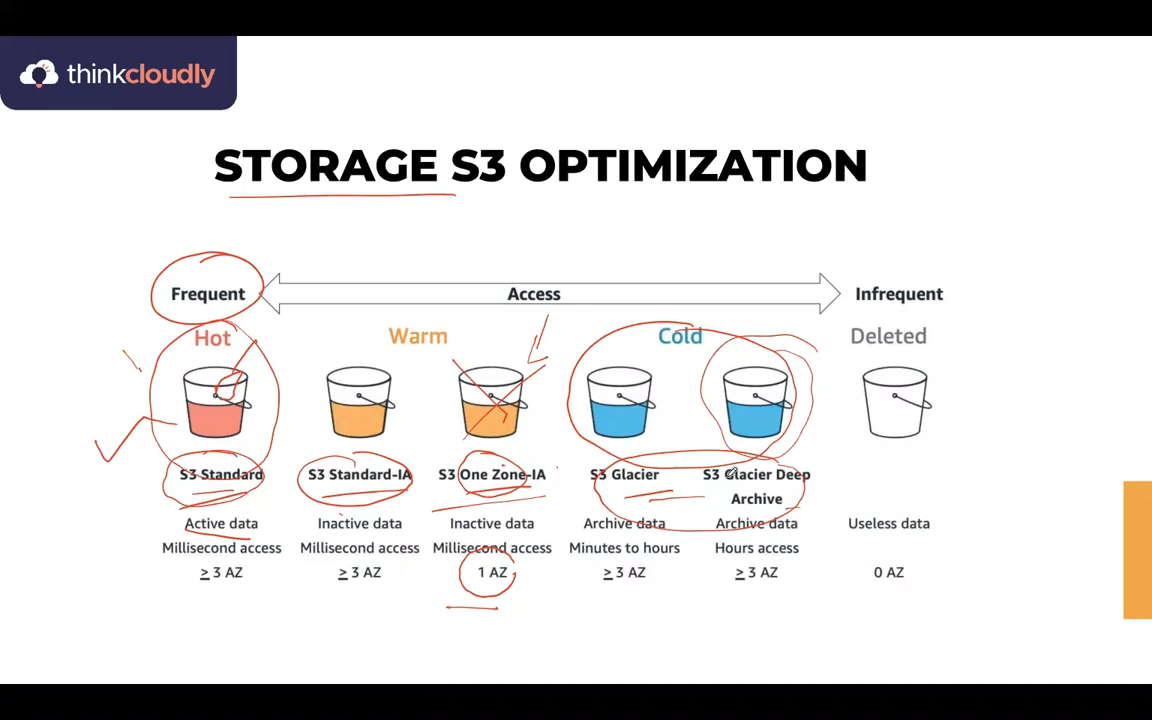 thinkcloudly
STORAGE S3 OPTIMIZATION
Frequent Access Infrequent
Hot Warm Cold Deleted
S3 Standard S3 Standard-IA S3 One Zone-IA S3 Glacier S3 Glacier Deep
Archive
Active data Inactive data Inactive data Archive data Archive data Useless data
Millisecond access Millisecond access Millisecond access Minutes to hours Hours access
≥ 3 AZ ≥ 3 AZ 1 AZ ≥ 3 AZ ≥ 3 AZ 0 AZ